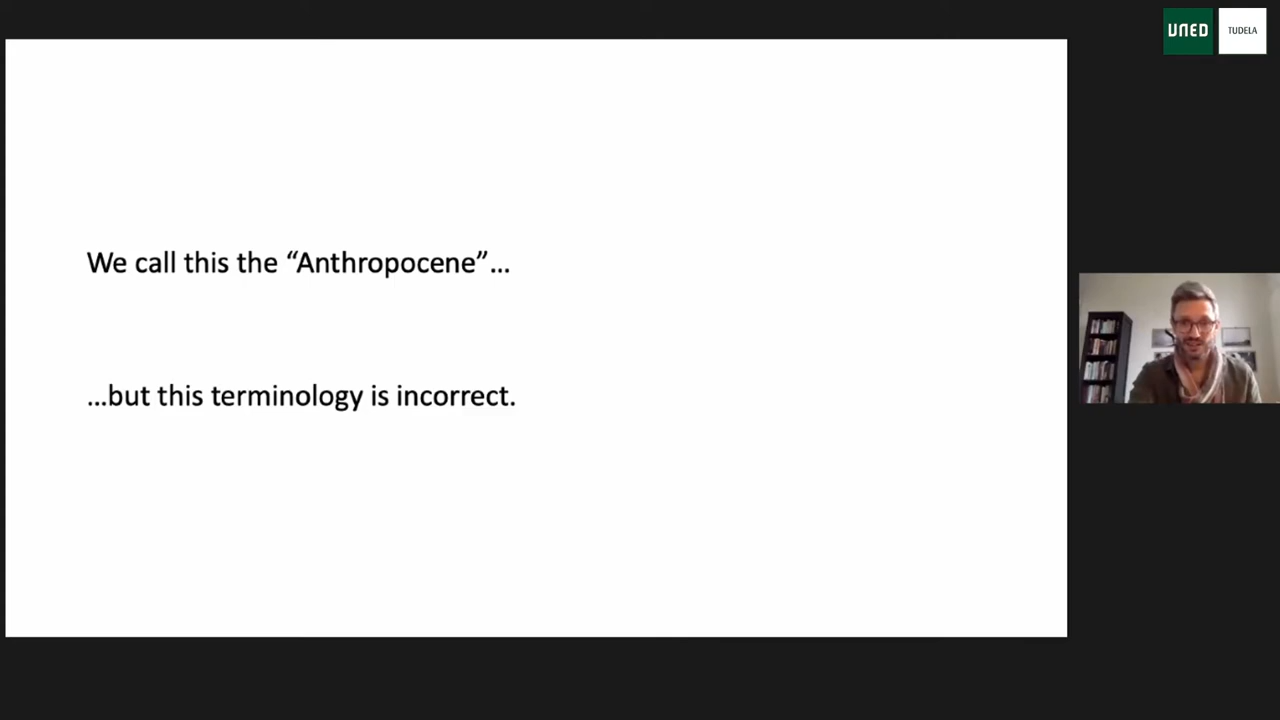 UNED
TUDELA
We call this the “Anthropocene”...
...but this terminology is incorrect.